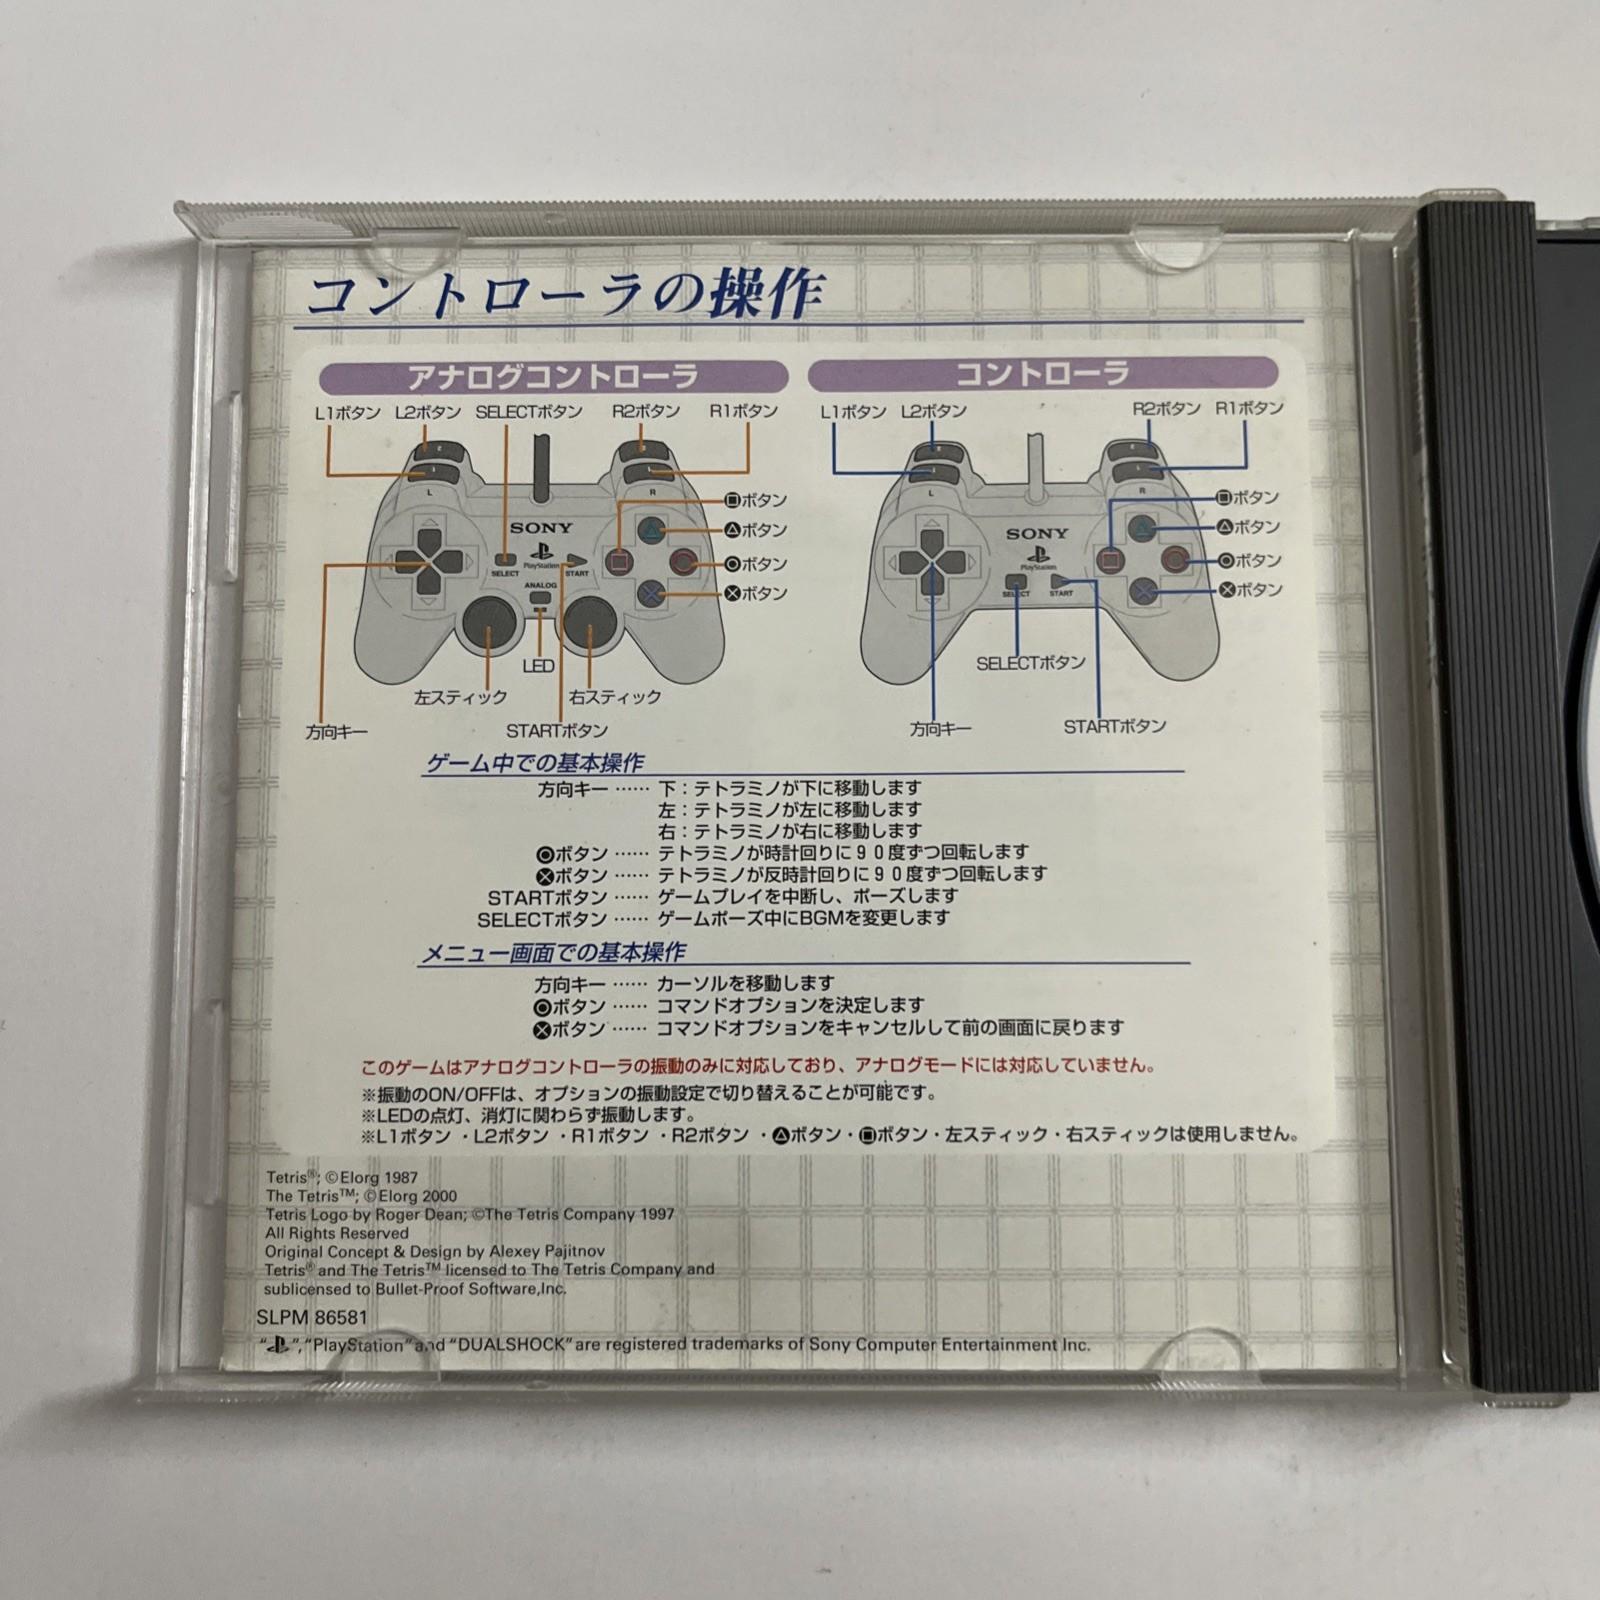 コントローラの操作
アナログコントローラ
L1ボタン L2ボタン SELECTボタン R2ボタン R1ボタン
L
R
SONY
PlayStation
SELECT
START
ANALOG
□ボタン
△ボタン
○ボタン
×ボタン
LED
左スティック
右スティック
方向キー
STARTボタン
コントローラ
L1ボタン L2ボタン R2ボタン R1ボタン
L
R
SONY
PlayStation
SELECT
START
□ボタン
△ボタン
○ボタン
×ボタン
SELECTボタン
方向キー
STARTボタン
ゲーム中での基本操作
方向キー …… 下：テトラミノが下に移動します
左：テトラミノが左に移動します
右：テトラミノが右に移動します
○ボタン …… テトラミノが時計回りに９０度ずつ回転します
×ボタン …… テトラミノが反時計回りに９０度ずつ回転します
STARTボタン …… ゲームプレイを中断し、ポーズします
SELECTボタン …… ゲームポーズ中にBGMを変更します
メニュー画面での基本操作
方向キー …… カーソルを移動します
○ボタン …… コマンドオプションを決定します
×ボタン …… コマンドオプションをキャンセルして前の画面に戻ります
このゲームはアナログコントローラの振動のみに対応しており、アナログモードには対応していません。
※振動のON/OFFは、オプションの振動設定で切り替えることが可能です。
※LEDの点灯、消灯に関わらず振動します。
※L1ボタン・L2ボタン・R1ボタン・R2ボタン・△ボタン・□ボタン・左スティック・右スティックは使用しません。
Tetris®; ©Elorg 1987
The Tetris™; ©Elorg 2000
Tetris Logo by Roger Dean; ©The Tetris Company 1997
All Rights Reserved
Original Concept & Design by Alexey Pajitnov
Tetris® and The Tetris™ licensed to The Tetris Company and
sublicensed to Bullet-Proof Software,Inc.
SLPM 86581
“ ”, “PlayStation” and “DUALSHOCK” are registered trademarks of Sony Computer Entertainment Inc.